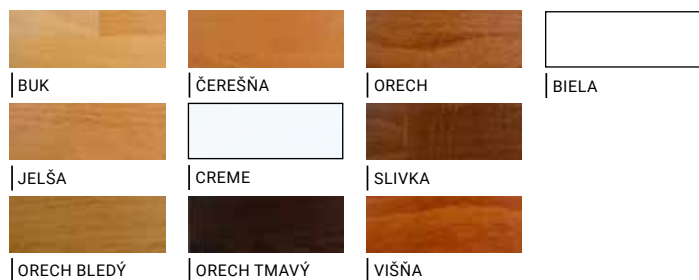 BUK
ČEREŠŇA
ORECH
BIELA
JELŠA
CREME
SLIVKA
ORECH BLEDÝ
ORECH TMAVÝ
VIŠŇA